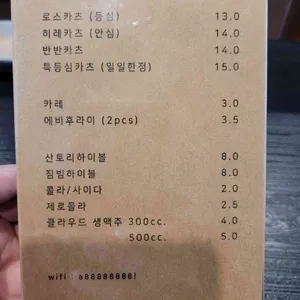 로스카츠 (등심) 13.0
히레카츠 (안심) 14.0
반반카츠 14.0
특등심카츠 (일일한정) 15.0
카레 3.0
에비후라이 (2pcs) 3.5
산토리하이볼 8.0
짐빔하이볼 8.0
콜라/사이다 2.0
제로콜라 2.5
클라우드 생맥주 300cc. 4.0
500cc. 5.0
wifi :